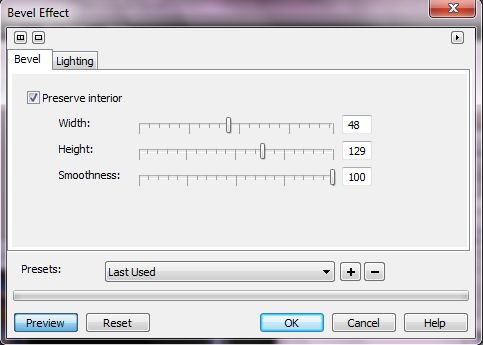 Bevel Effect
Bevel Lighting
Preserve interior
Width: 48
Height: 129
Smoothness: 100
Presets: Last Used
Preview Reset OK Cancel Help